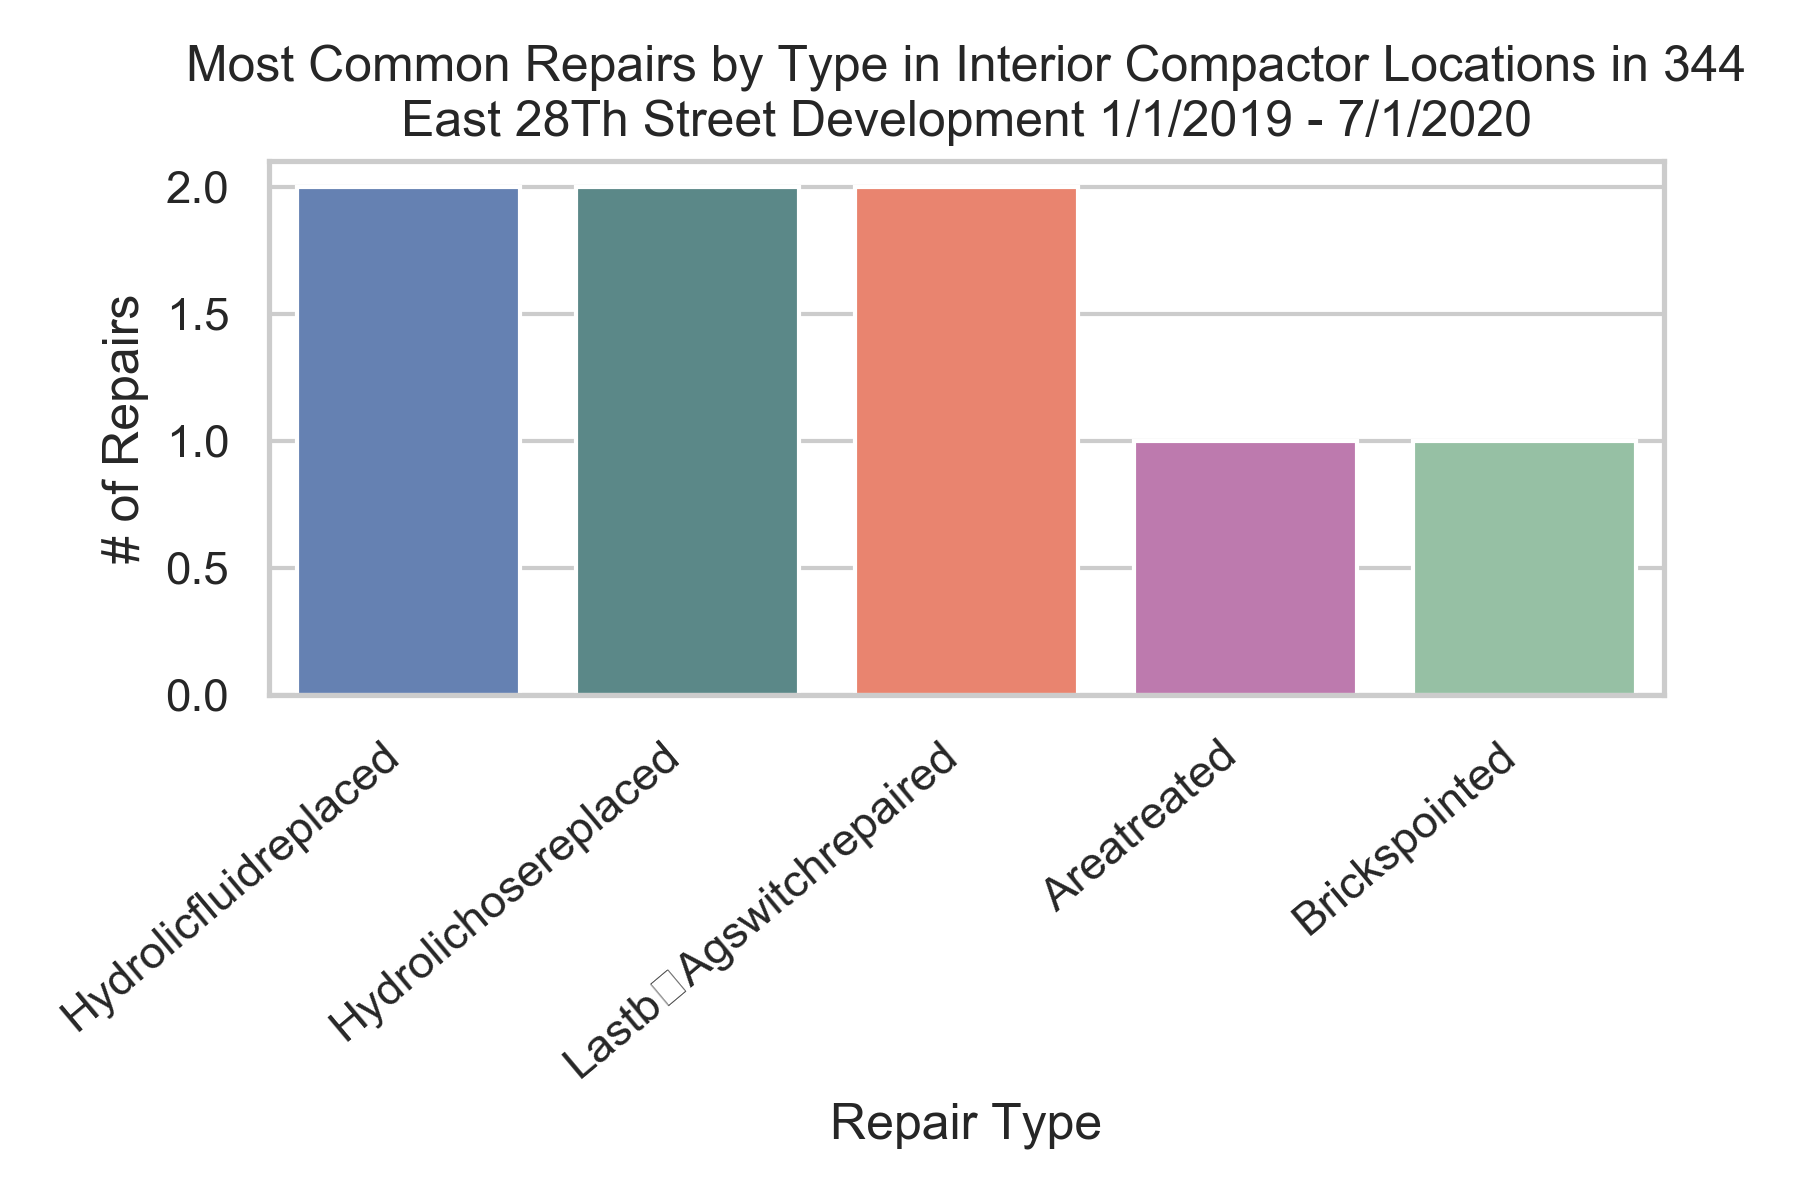 Most Common Repairs by Type in Interior Compactor Locations in 344
East 28Th Street Development 1/1/2019 - 7/1/2020
# of Repairs
2.0
1.5
1.0
0.5
0.0
Hydrolicfluidreplaced
Hydrolichosereplaced
Lastb□Agswitchrepaired
Areatreated
Brickspointed
Repair Type